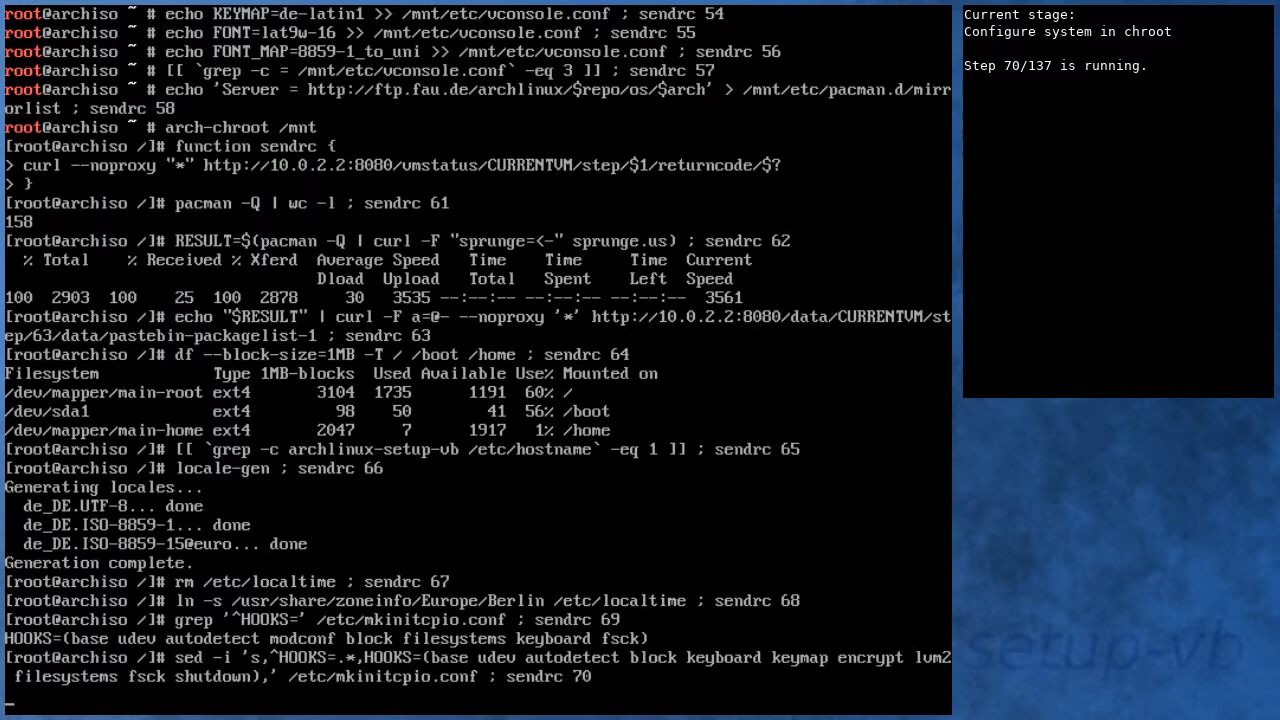 root@archiso ~ # echo KEYMAP=de-latin1 >> /mnt/etc/vconsole.conf ; sendrc 54
root@archiso ~ # echo FONT=lat9w-16 >> /mnt/etc/vconsole.conf ; sendrc 55
root@archiso ~ # echo FONT_MAP=8859-1_to_uni >> /mnt/etc/vconsole.conf ; sendrc 56
root@archiso ~ # [[ `grep -c = /mnt/etc/vconsole.conf` -eq 3 ]] ; sendrc 57
root@archiso ~ # echo 'Server = http://ftp.fau.de/archlinux/$repo/os/$arch' > /mnt/etc/pacman.d/mirr
orlist ; sendrc 58
root@archiso ~ # arch-chroot /mnt
[root@archiso /]# function sendrc {
> curl --noproxy "*" http://10.0.2.2:8080/vmstatus/CURRENTVM/step/$1/returncode/$?
> }
[root@archiso /]# pacman -Q | wc -l ; sendrc 61
158
[root@archiso /]# RESULT=$(pacman -Q | curl -F "sprunge=<-" sprunge.us) ; sendrc 62
  % Total    % Received % Xferd  Average Speed   Time    Time     Time  Current
                                 Dload  Upload   Total   Spent    Left  Speed
100  2903  100    25  100  2878     30   3535 --:--:-- --:--:-- --:--:--  3561
[root@archiso /]# echo "$RESULT" | curl -F a=@- --noproxy '*' http://10.0.2.2:8080/data/CURRENTVM/st
ep/63/data/pastebin-packagelist-1 ; sendrc 63
[root@archiso /]# df --block-size=1MB -T / /boot /home ; sendrc 64
Filesystem            Type 1MB-blocks  Used Available Use% Mounted on
/dev/mapper/main-root ext4       3104  1735      1191  60% /
/dev/sda1             ext4         98    50        41  56% /boot
/dev/mapper/main-home ext4       2047     7      1917   1% /home
[root@archiso /]# [[ `grep -c archlinux-setup-vb /etc/hostname` -eq 1 ]] ; sendrc 65
[root@archiso /]# locale-gen ; sendrc 66
Generating locales...
  de_DE.UTF-8... done
  de_DE.ISO-8859-1... done
  de_DE.ISO-8859-15@euro... done
Generation complete.
[root@archiso /]# rm /etc/localtime ; sendrc 67
[root@archiso /]# ln -s /usr/share/zoneinfo/Europe/Berlin /etc/localtime ; sendrc 68
[root@archiso /]# grep '^HOOKS=' /etc/mkinitcpio.conf ; sendrc 69
HOOKS=(base udev autodetect modconf block filesystems keyboard fsck)
[root@archiso /]# sed -i 's,^HOOKS=.*,HOOKS=(base udev autodetect block keyboard keymap encrypt lvm2
 filesystems fsck shutdown),' /etc/mkinitcpio.conf ; sendrc 70
_
Current stage:
Configure system in chroot
Step 70/137 is running.
setup-vb